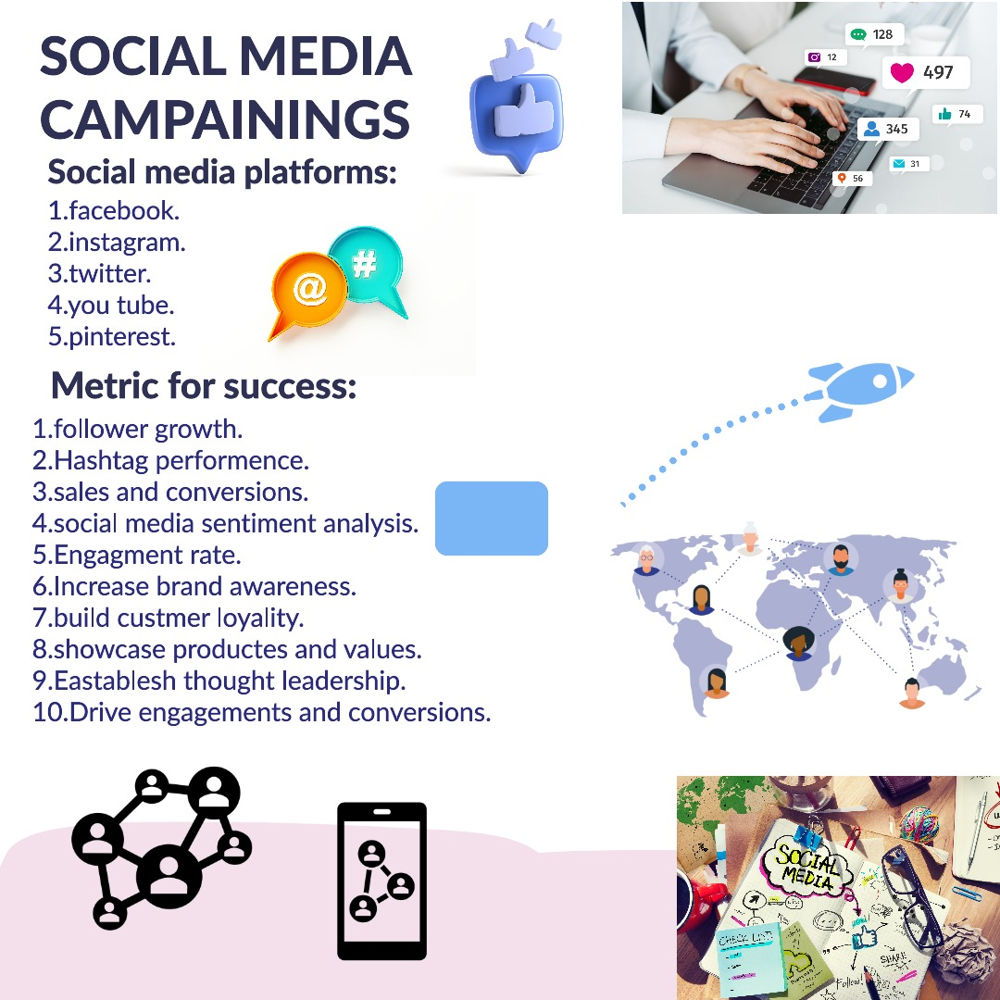 SOCIAL MEDIA
CAMPAININGS
Social media platforms:
1.facebook.
2.instagram.
3.twitter.
4.you tube.
5.pinterest.
@
#
128
12
497
74
345
31
56
Metric for success:
1.follower growth.
2.Hashtag performence.
3.sales and conversions.
4.social media sentiment analysis.
5.Engagment rate.
6.Increase brand awareness.
7.build custmer loyality.
8.showcase productes and values.
9.Eastablesh thought leadership.
10.Drive engagements and conversions.
SOCIAL
MEDIA
CHECK LIST
SHARE
Follow!